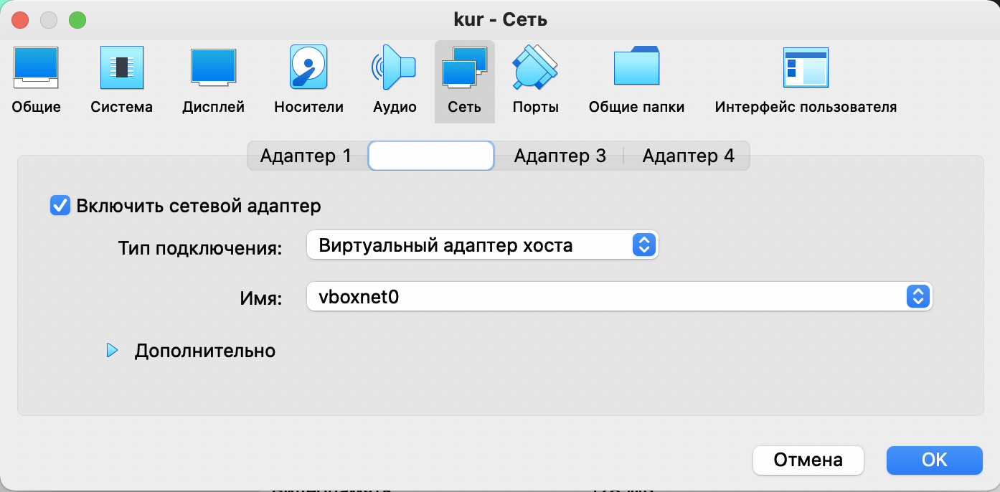 kur - Сеть
Общие
Система
Дисплей
Носители
Аудио
Сеть
Порты
Общие папки
Интерфейс пользователя
Адаптер 1
Адаптер 3
Адаптер 4
Включить сетевой адаптер
Тип подключения:
Виртуальный адаптер хоста
Имя:
vboxnet0
Дополнительно
Отмена
OK